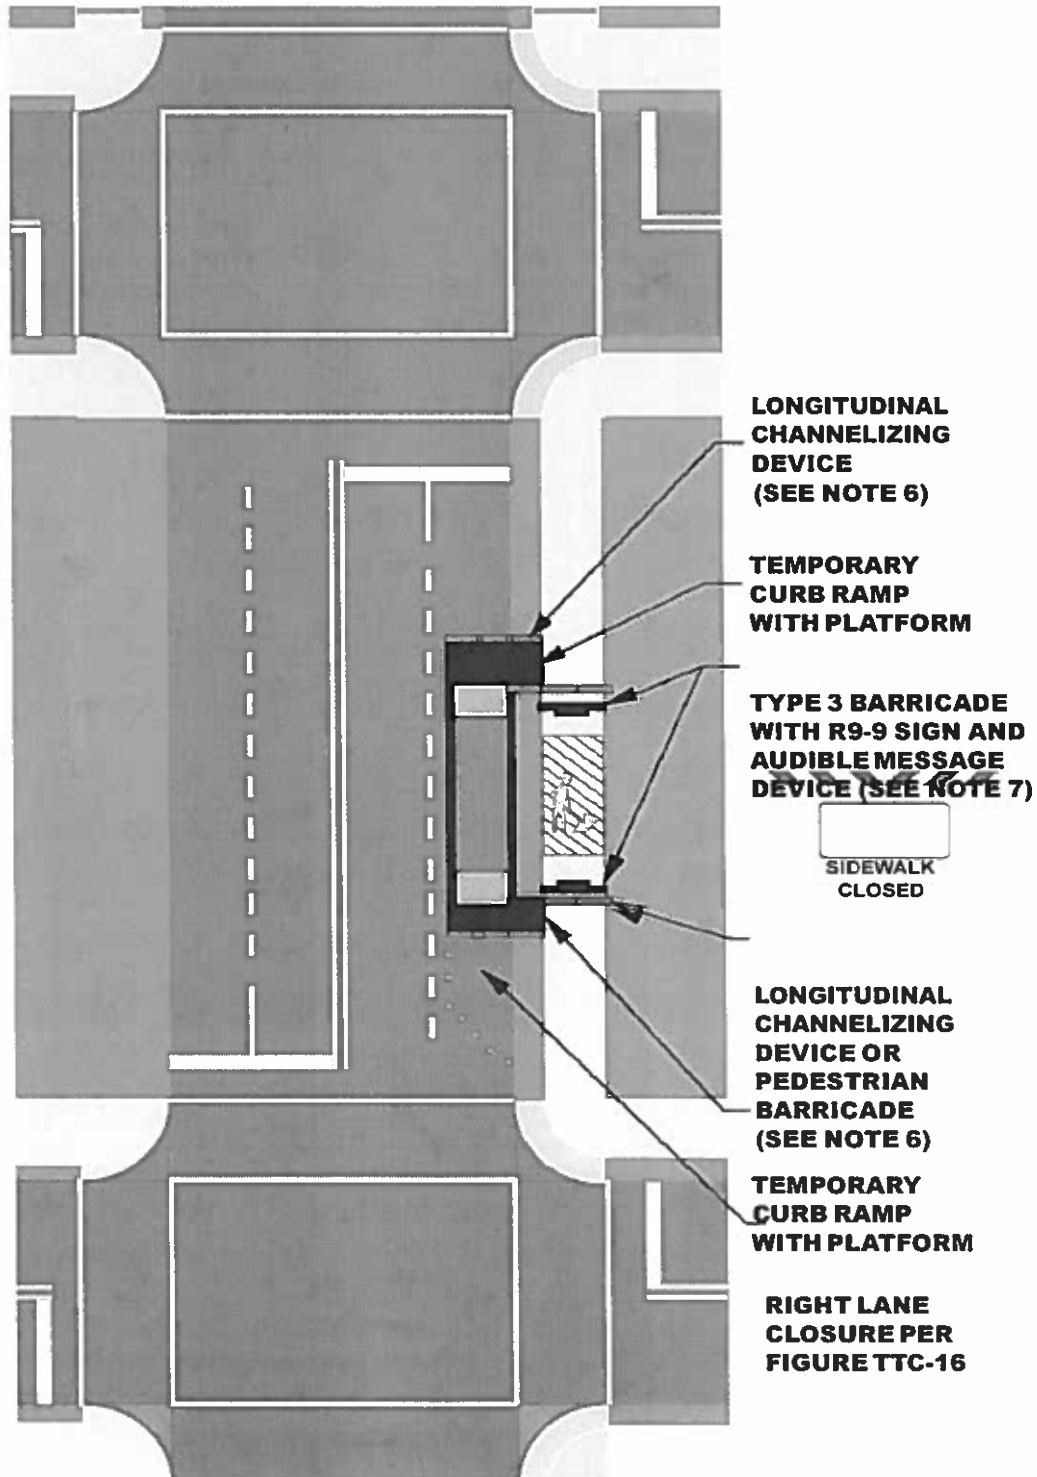 LONGITUDINAL
CHANNELIZING
DEVICE
(SEE NOTE 6)
TEMPORARY
CURB RAMP
WITH PLATFORM
TYPE 3 BARRICADE
WITH R9-9 SIGN AND
AUDIBLE MESSAGE
DEVICE (SEE NOTE 7)
SIDEWALK
CLOSED
LONGITUDINAL
CHANNELIZING
DEVICE OR
PEDESTRIAN
BARRICADE
(SEE NOTE 6)
TEMPORARY
CURB RAMP
WITH PLATFORM
RIGHT LANE
CLOSURE PER
FIGURE TTC-16